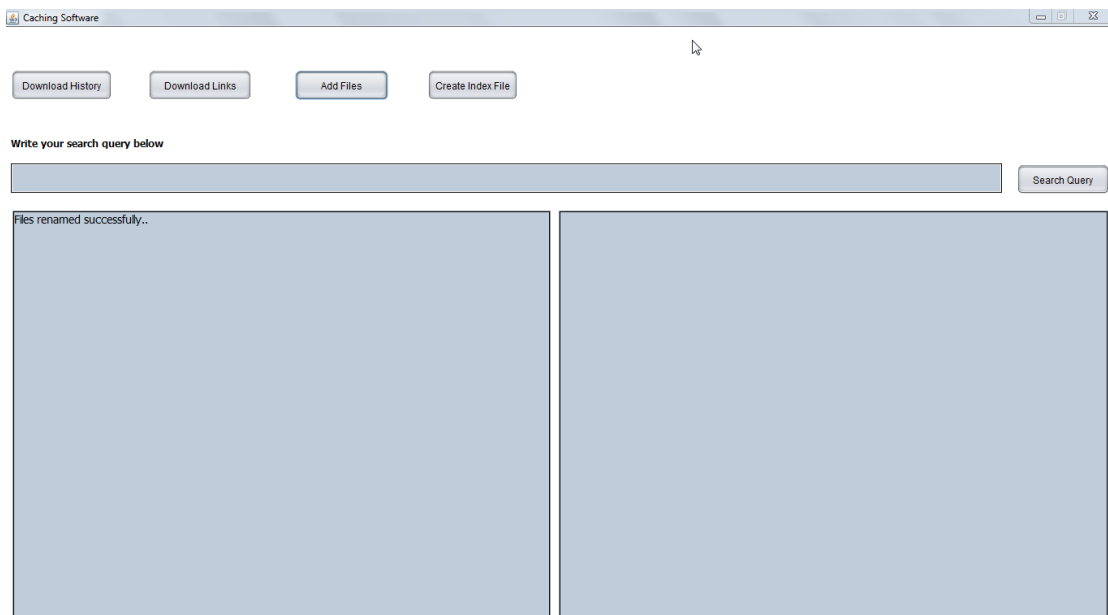 Caching Software
Download History Download Links Add Files Create Index File
Write your search query below
Search Query
Files renamed successfully..